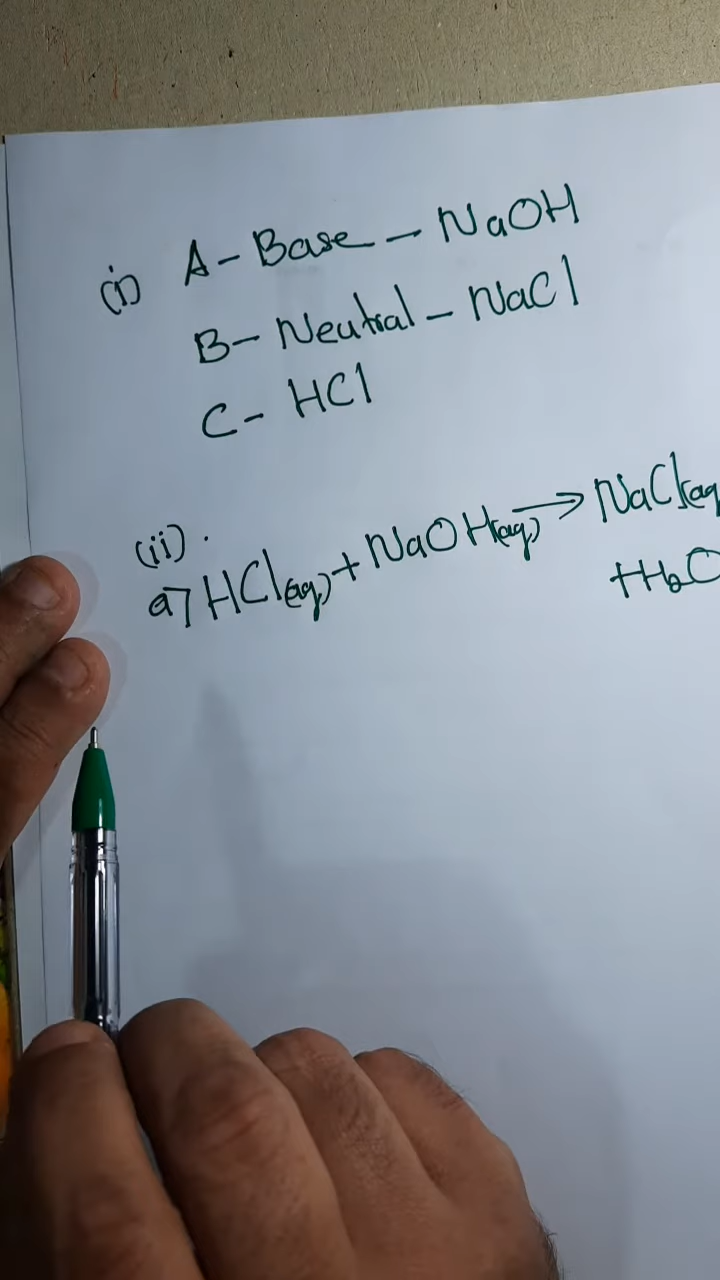 (i) A - Base - NaOH
B - Neutral - NaCl
C - HCl
(ii).
a) HCl(aq) + NaOH(aq) → NaCl(aq
+H₂O